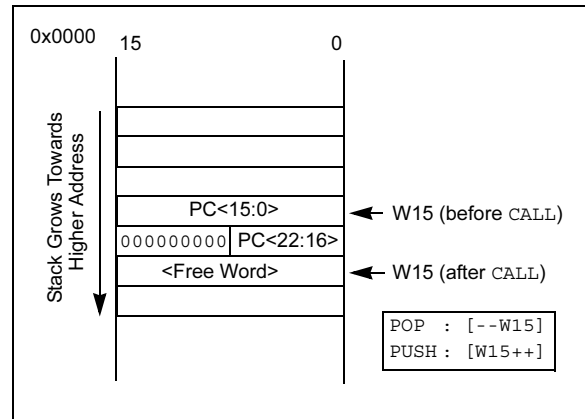 0x0000
15 0
Stack Grows Towards
Higher Address
PC<15:0>
W15 (before CALL)
000000000 PC<22:16>
<Free Word>
W15 (after CALL)
POP : [--W15]
PUSH : [W15++]